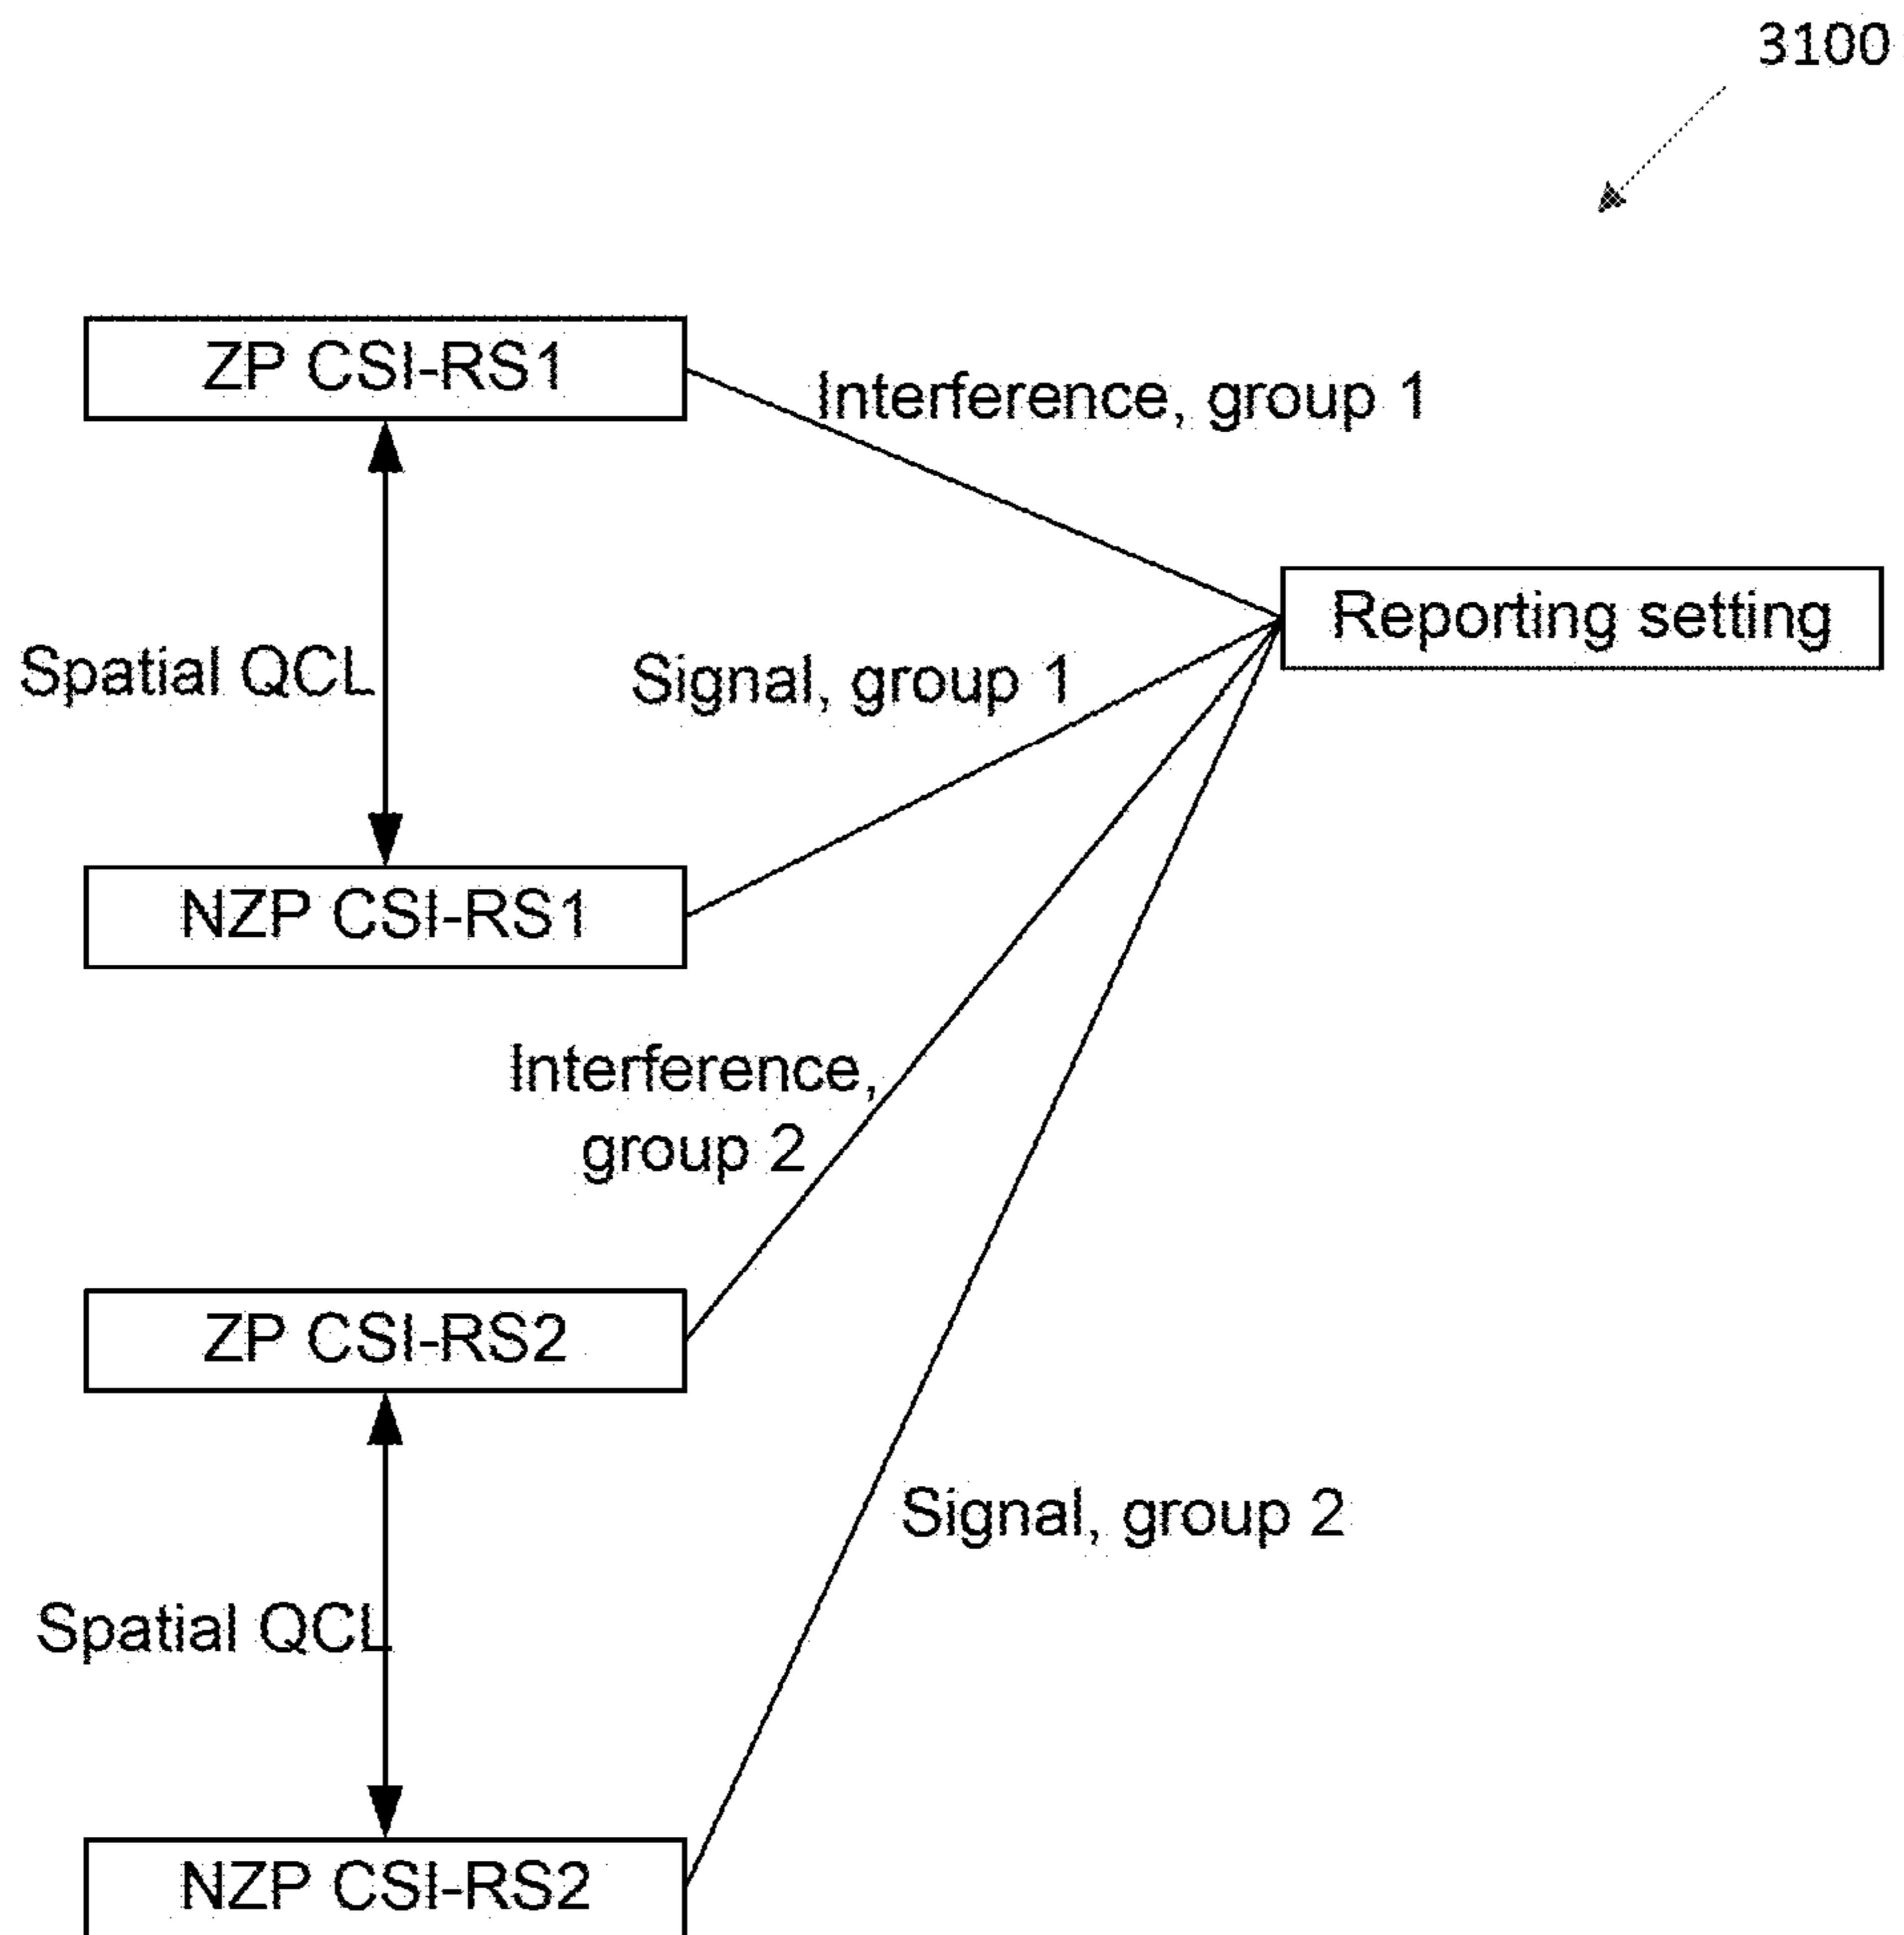 3100
ZP CSI-RS1
Interference, group 1
Reporting setting
Spatial QCL
Signal, group 1
NZP CSI-RS1
Interference,
group 2
ZP CSI-RS2
Signal, group 2
Spatial QCL
NZP CSI-RS2